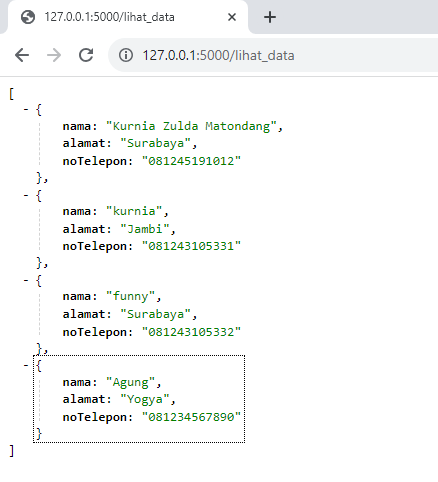 127.0.0.1:5000/lihat_data
127.0.0.1:5000/lihat_data
[
- {
nama: "Kurnia Zulda Matondang",
alamat: "Surabaya",
noTelepon: "081245191012"
},
- {
nama: "kurnia",
alamat: "Jambi",
noTelepon: "081243105331"
},
- {
nama: "funny",
alamat: "Surabaya",
noTelepon: "081243105332"
},
- {
nama: "Agung",
alamat: "Yogya",
noTelepon: "081234567890"
}
]